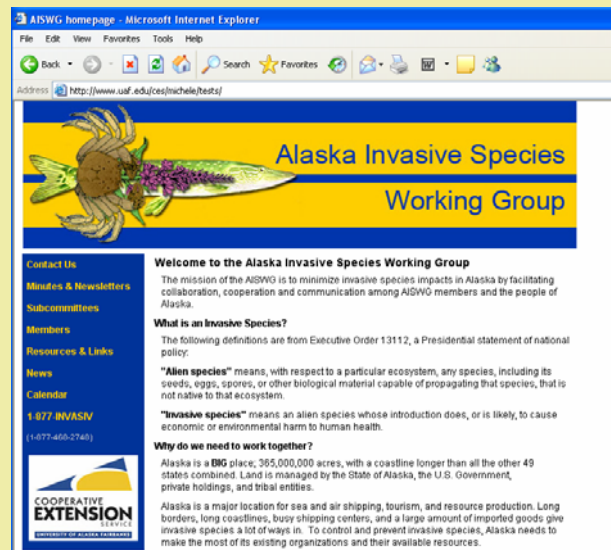 AISWG homepage - Microsoft Internet Explorer
File Edit View Favorites Tools Help
Back Search Favorites
Address http://www.uaf.edu/ces/michele/tests/
Alaska Invasive Species
Working Group
Contact Us
Minutes & Newsletters
Subcommittees
Members
Resources & Links
News
Calendar
1-877-INVASIV
(1-877-468-2748)
COOPERATIVE
EXTENSION
SERVICE
UNIVERSITY OF ALASKA FAIRBANKS
Welcome to the Alaska Invasive Species Working Group
The mission of the AISWG is to minimize invasive species impacts in Alaska by facilitating
collaboration, cooperation and communication among AISWG members and the people of
Alaska.
What is an Invasive Species?
The following definitions are from Executive Order 13112, a Presidential statement of national
policy:
"Alien species" means, with respect to a particular ecosystem, any species, including its
seeds, eggs, spores, or other biological material capable of propagating that species, that is
not native to that ecosystem.
"Invasive species" means an alien species whose introduction does, or is likely, to cause
economic or environmental harm to human health.
Why do we need to work together?
Alaska is a BIG place; 365,000,000 acres, with a coastline longer than all the other 49
states combined. Land is managed by the State of Alaska, the U.S. Government,
private holdings, and tribal entities.
Alaska is a major location for sea and air shipping, tourism, and resource production. Long
borders, long coastlines, busy shipping centers, and a large amount of imported goods give
invasive species a lot of ways in. To control and prevent invasive species, Alaska needs to
make the most of its existing organizations and their available resources.